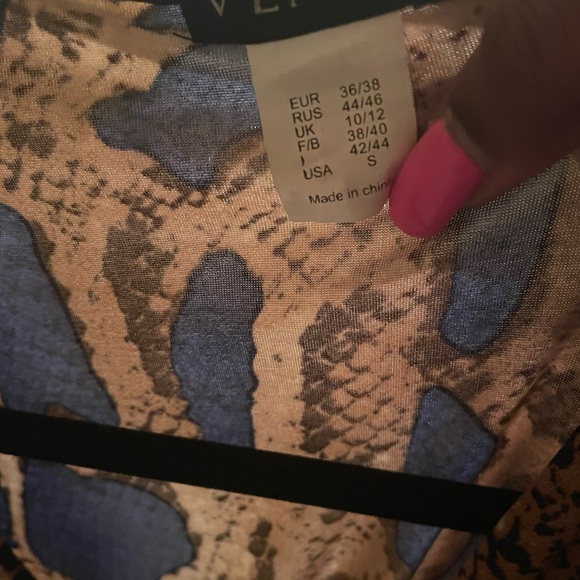 EUR 36/38
RUS 44/46
UK 10/12
F/B 38/40
I 42/44
USA S
Made in china